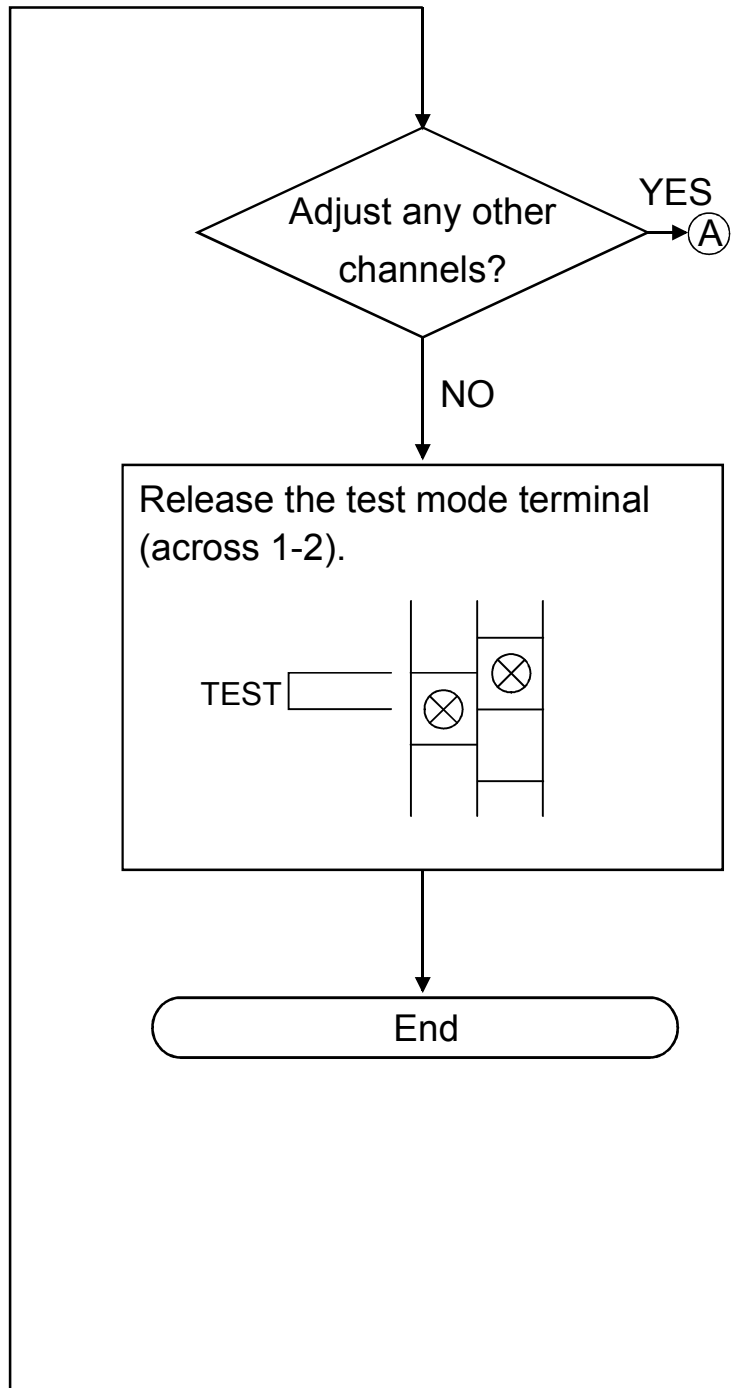 Adjust any other
channels?
YES
A
NO
Release the test mode terminal
(across 1-2).
TEST
End